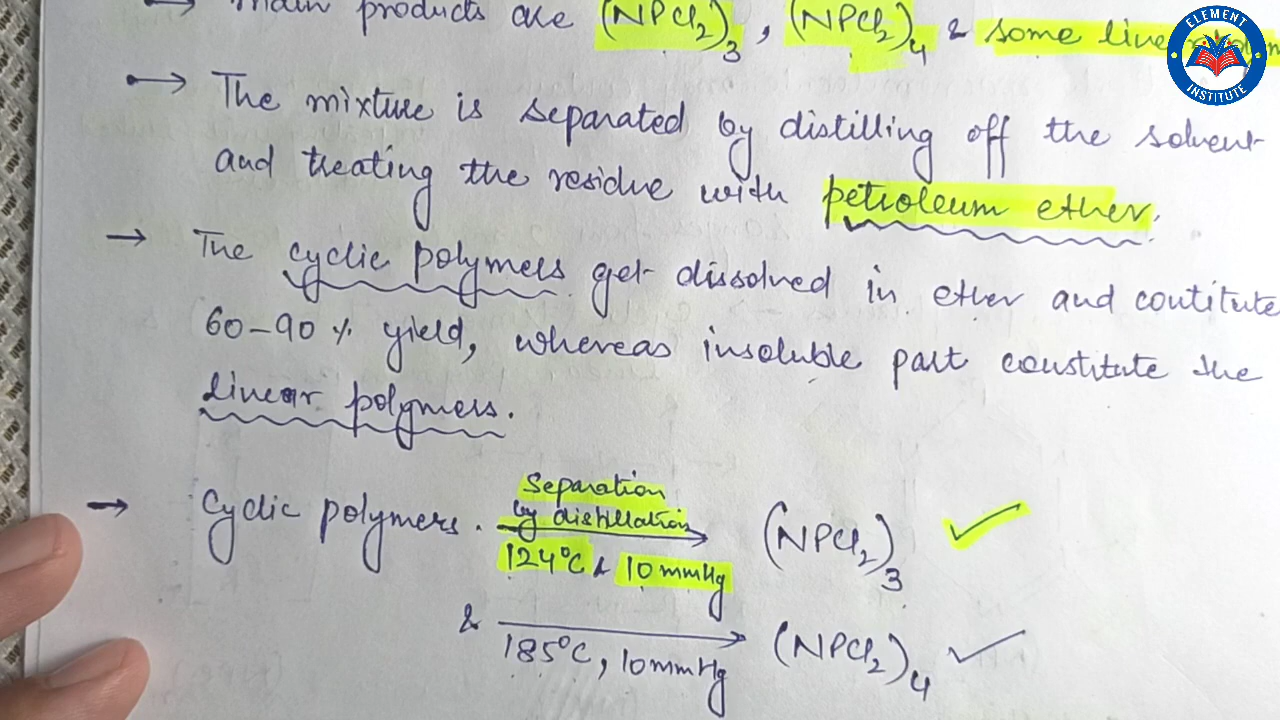 → main products are (NPCl₂)₃, (NPCl₂)₄ & some
→ The mixture is separated by distilling off the solvent
and treating the residue with petroleum ether.
→ The cyclic polymers get dissolved in ether and contitute
60-90 % yield, whereas insoluble part constitute the
linear polymers.
→ Cyclic polymers. Separation
by distillation
124°C & 10 mmHg (NPCl₂)₃ ✓
& 185°C, 10 mmHg (NPCl₂)₄ ✓
ELEMENT
INSTITUTE